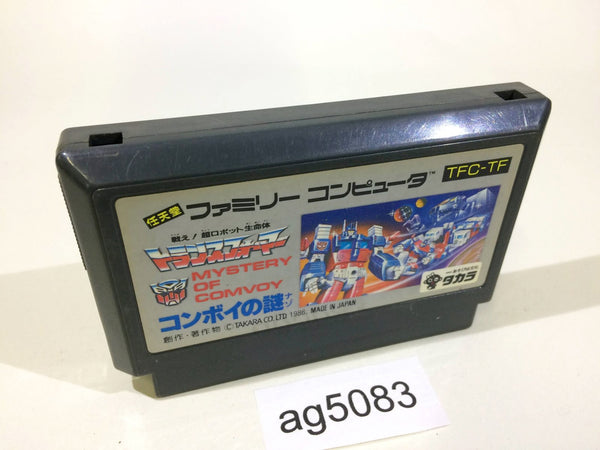 任天堂 ファミリー コンピュータ™ TFC-TF
戦え!超ロボット生命体
トランスフォーマー
MYSTERY
OF
COMVOY
コンボイの謎
ナゾ
タカラ
創作・著作物 (C)TAKARA CO.,LTD 1986, MADE IN JAPAN
ag5083